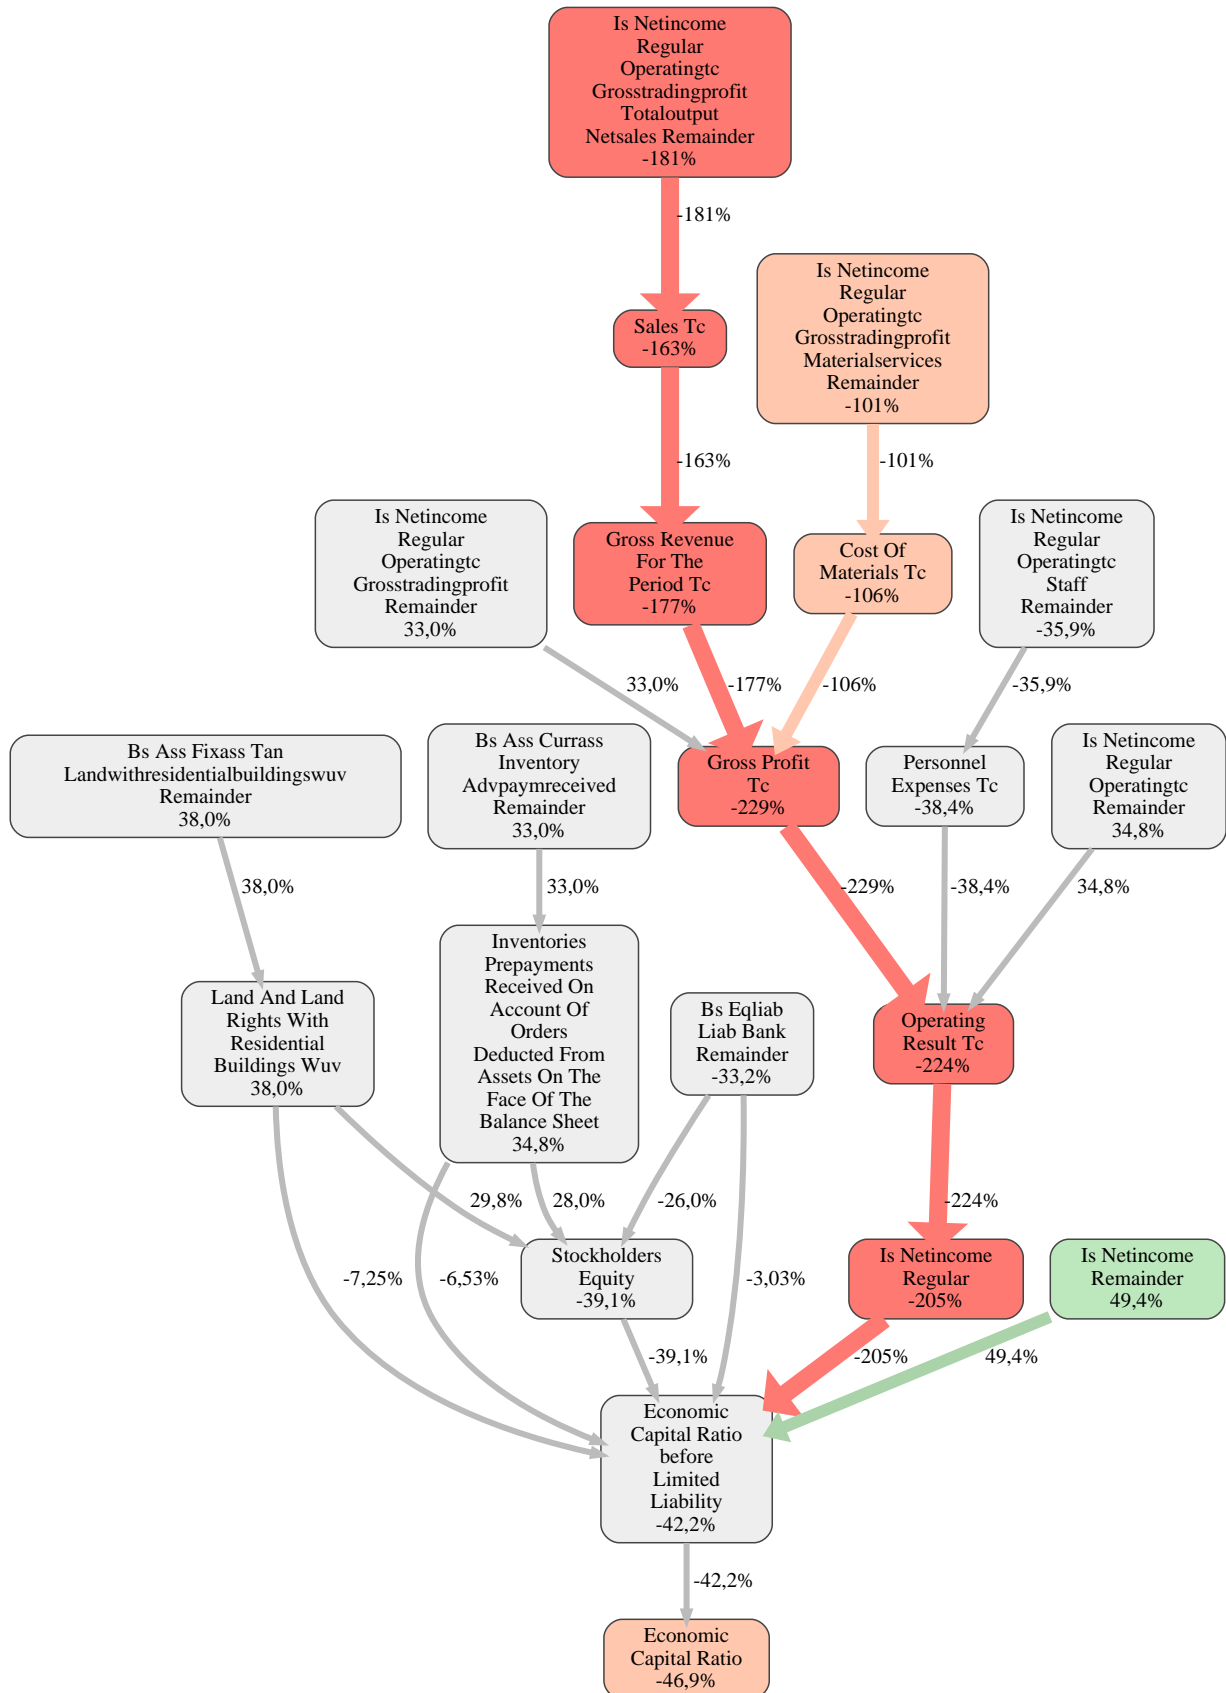 Is Netincome
Regular
Operatingtc
Grosstradingprofit
Totaloutput
Netsales Remainder
-181%
-181%
Sales Tc
-163%
Is Netincome
Regular
Operatingtc
Grosstradingprofit
Materialservices
Remainder
-101%
-163%
-101%
Is Netincome
Regular
Operatingtc
Grosstradingprofit
Remainder
33,0%
Gross Revenue
For The
Period Tc
-177%
Cost Of
Materials Tc
-106%
Is Netincome
Regular
Operatingtc
Staff
Remainder
-35,9%
33,0%
-177%
-106%
-35,9%
Bs Ass Fixass Tan
Landwithresidentialbuildingswuv
Remainder
38,0%
Bs Ass Currass
Inventory
Advpaymreceived
Remainder
33,0%
Gross Profit
Tc
-229%
Personnel
Expenses Tc
-38,4%
Is Netincome
Regular
Operatingtc
Remainder
34,8%
38,0%
33,0%
-229%
-38,4%
34,8%
Land And Land
Rights With
Residential
Buildings Wuv
38,0%
Inventories
Prepayments
Received On
Account Of
Orders
Deducted From
Assets On The
Face Of The
Balance Sheet
34,8%
Bs Eqliab
Liab Bank
Remainder
-33,2%
Operating
Result Tc
-224%
29,8%
28,0%
-26,0%
-224%
Stockholders
Equity
-39,1%
Is Netincome
Regular
-205%
Is Netincome
Remainder
49,4%
-7,25%
-6,53%
-3,03%
-39,1%
-205%
49,4%
Economic
Capital Ratio
before
Limited
Liability
-42,2%
-42,2%
Economic
Capital Ratio
-46,9%